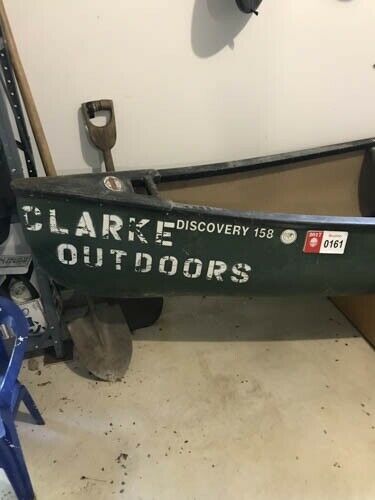 CLARKE
DISCOVERY 158
OUTDOORS
2017
0161